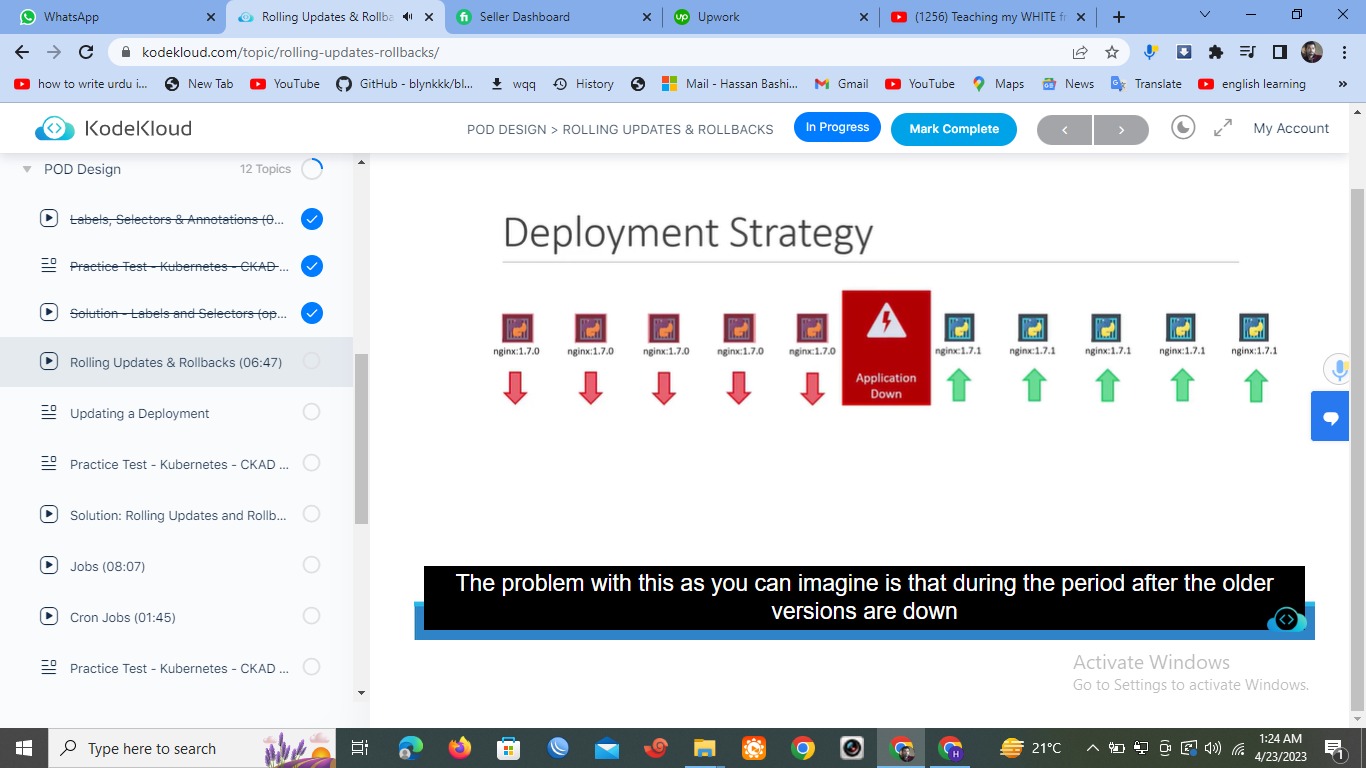 WhatsApp
Rolling Updates & Rollba
Seller Dashboard
Upwork
(1256) Teaching my WHITE fr
kodekloud.com/topic/rolling-updates-rollbacks/
how to write urdu i...
New Tab
YouTube
GitHub - blynkkk/bl...
wqq
History
Mail - Hassan Bashi...
Gmail
YouTube
Maps
News
Translate
english learning
KodeKloud
POD DESIGN > ROLLING UPDATES & ROLLBACKS
In Progress
Mark Complete
My Account
POD Design
12 Topics
Labels, Selectors & Annotations (0...
Practice Test - Kubernetes - CKAD ...
Solution - Labels and Selectors (op...
Rolling Updates & Rollbacks (06:47)
Updating a Deployment
Practice Test - Kubernetes - CKAD ...
Solution: Rolling Updates and Rollb...
Jobs (08:07)
Cron Jobs (01:45)
Practice Test - Kubernetes - CKAD ...
Deployment Strategy
nginx:1.7.0
nginx:1.7.0
nginx:1.7.0
nginx:1.7.0
nginx:1.7.0
Application
Down
nginx:1.7.1
nginx:1.7.1
nginx:1.7.1
nginx:1.7.1
nginx:1.7.1
The problem with this as you can imagine is that during the period after the older
versions are down
Activate Windows
Go to Settings to activate Windows.
Type here to search
21°C
1:24 AM
4/23/2023
1